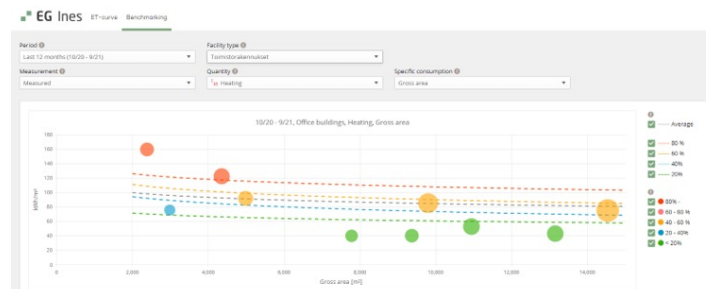 EG Ines ET-curve Benchmarking
Period
Facility type
Last 12 months (10/20 - 9/21)
Toimistorakennukset
Measurement
Quantity
Specific consumption
Measured
Heating
Gross area
10/20 - 9/21, Office buildings, Heating, Gross area
180
160
140
120
100
80
60
40
20
0
0 2,000 4,000 6,000 8,000 10,000 12,000 14,000
Gross area [m²]
Average
80 %
60 %
40%
20%
80% -
60 - 80 %
40 - 60 %
20 - 40%
< 20%